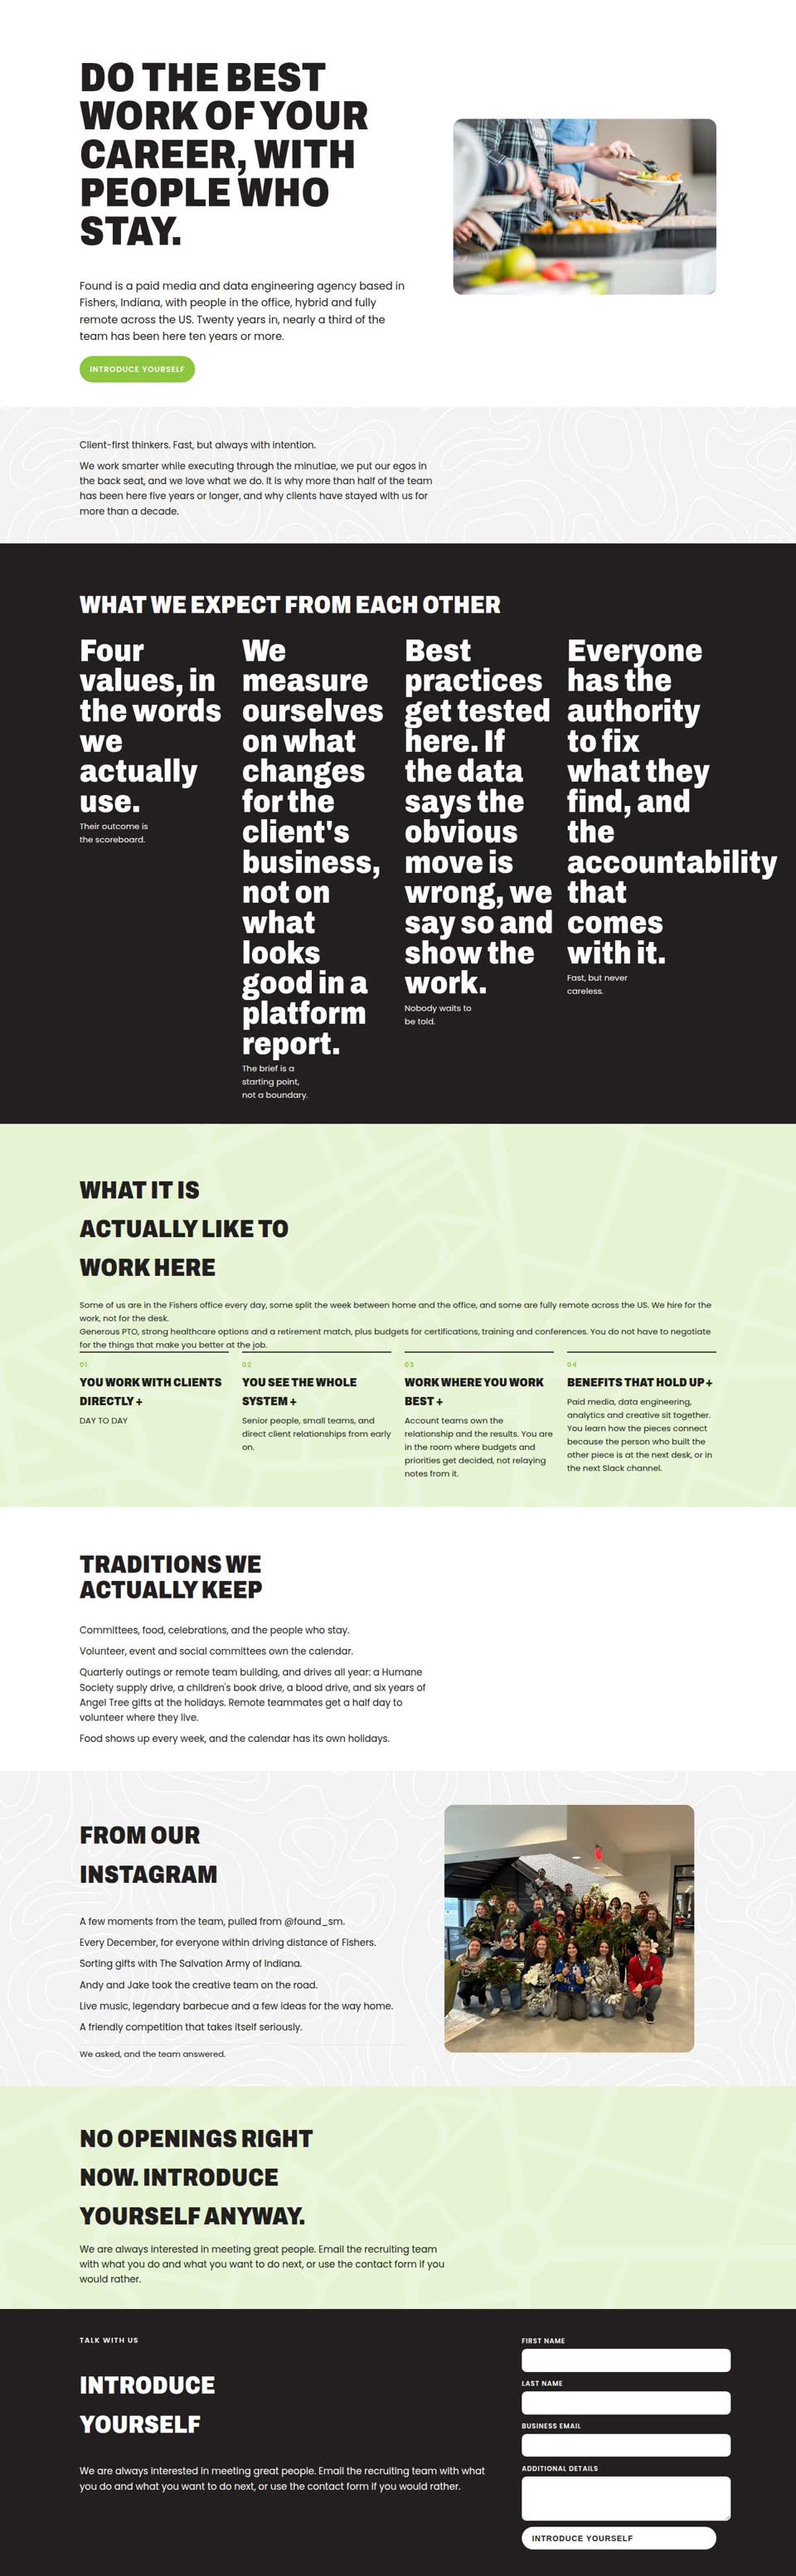 DO THE BEST
WORK OF YOUR
CAREER, WITH
PEOPLE WHO
STAY.
Found is a paid media and data engineering agency based in
Fishers, Indiana, with people in the office, hybrid and fully
remote across the US. Twenty years in, nearly a third of the
team has been here ten years or more.
INTRODUCE YOURSELF
Client-first thinkers. Fast, but always with intention.
We work smarter while executing through the minutiae, we put our egos in
the back seat, and we love what we do. It is why more than half of the team
has been here five years or longer, and why clients have stayed with us for
more than a decade.
WHAT WE EXPECT FROM EACH OTHER
Four
values, in
the words
we
actually
use.
Their outcome is
the scoreboard.
We
measure
ourselves
on what
changes
for the
client's
business,
not on
what
looks
good in a
platform
report.
The brief is a
starting point,
not a boundary.
Best
practices
get tested
here. If
the data
says the
obvious
move is
wrong, we
say so and
show the
work.
Nobody waits to
be told.
Everyone
has the
authority
to fix
what they
find, and
the
accountability
that
comes
with it.
Fast, but never
careless.
WHAT IT IS
ACTUALLY LIKE TO
WORK HERE
Some of us are in the Fishers office every day, some split the week between home and the office, and some are fully remote across the US. We hire for the
work, not for the desk.
Generous PTO, strong healthcare options and a retirement match, plus budgets for certifications, training and conferences. You do not have to negotiate
for the things that make you better at the job.
01
YOU WORK WITH CLIENTS
DIRECTLY +
DAY TO DAY
02
YOU SEE THE WHOLE
SYSTEM +
Senior people, small teams, and
direct client relationships from early
on.
03
WORK WHERE YOU WORK
BEST +
Account teams own the
relationship and the results. You are
in the room where budgets and
priorities get decided, not relaying
notes from it.
04
BENEFITS THAT HOLD UP +
Paid media, data engineering,
analytics and creative sit together.
You learn how the pieces connect
because the person who built the
other piece is at the next desk, or in
the next Slack channel.
TRADITIONS WE
ACTUALLY KEEP
Committees, food, celebrations, and the people who stay.
Volunteer, event and social committees own the calendar.
Quarterly outings or remote team building, and drives all year: a Humane
Society supply drive, a children's book drive, a blood drive, and six years of
Angel Tree gifts at the holidays. Remote teammates get a half day to
volunteer where they live.
Food shows up every week, and the calendar has its own holidays.
FROM OUR
INSTAGRAM
A few moments from the team, pulled from @found_sm.
Every December, for everyone within driving distance of Fishers.
Sorting gifts with The Salvation Army of Indiana.
Andy and Jake took the creative team on the road.
Live music, legendary barbecue and a few ideas for the way home.
A friendly competition that takes itself seriously.
We asked, and the team answered.
NO OPENINGS RIGHT
NOW. INTRODUCE
YOURSELF ANYWAY.
We are always interested in meeting great people. Email the recruiting team
with what you do and what you want to do next, or use the contact form if you
would rather.
TALK WITH US
INTRODUCE
YOURSELF
We are always interested in meeting great people. Email the recruiting team with what
you do and what you want to do next, or use the contact form if you would rather.
FIRST NAME
LAST NAME
BUSINESS EMAIL
ADDITIONAL DETAILS
INTRODUCE YOURSELF